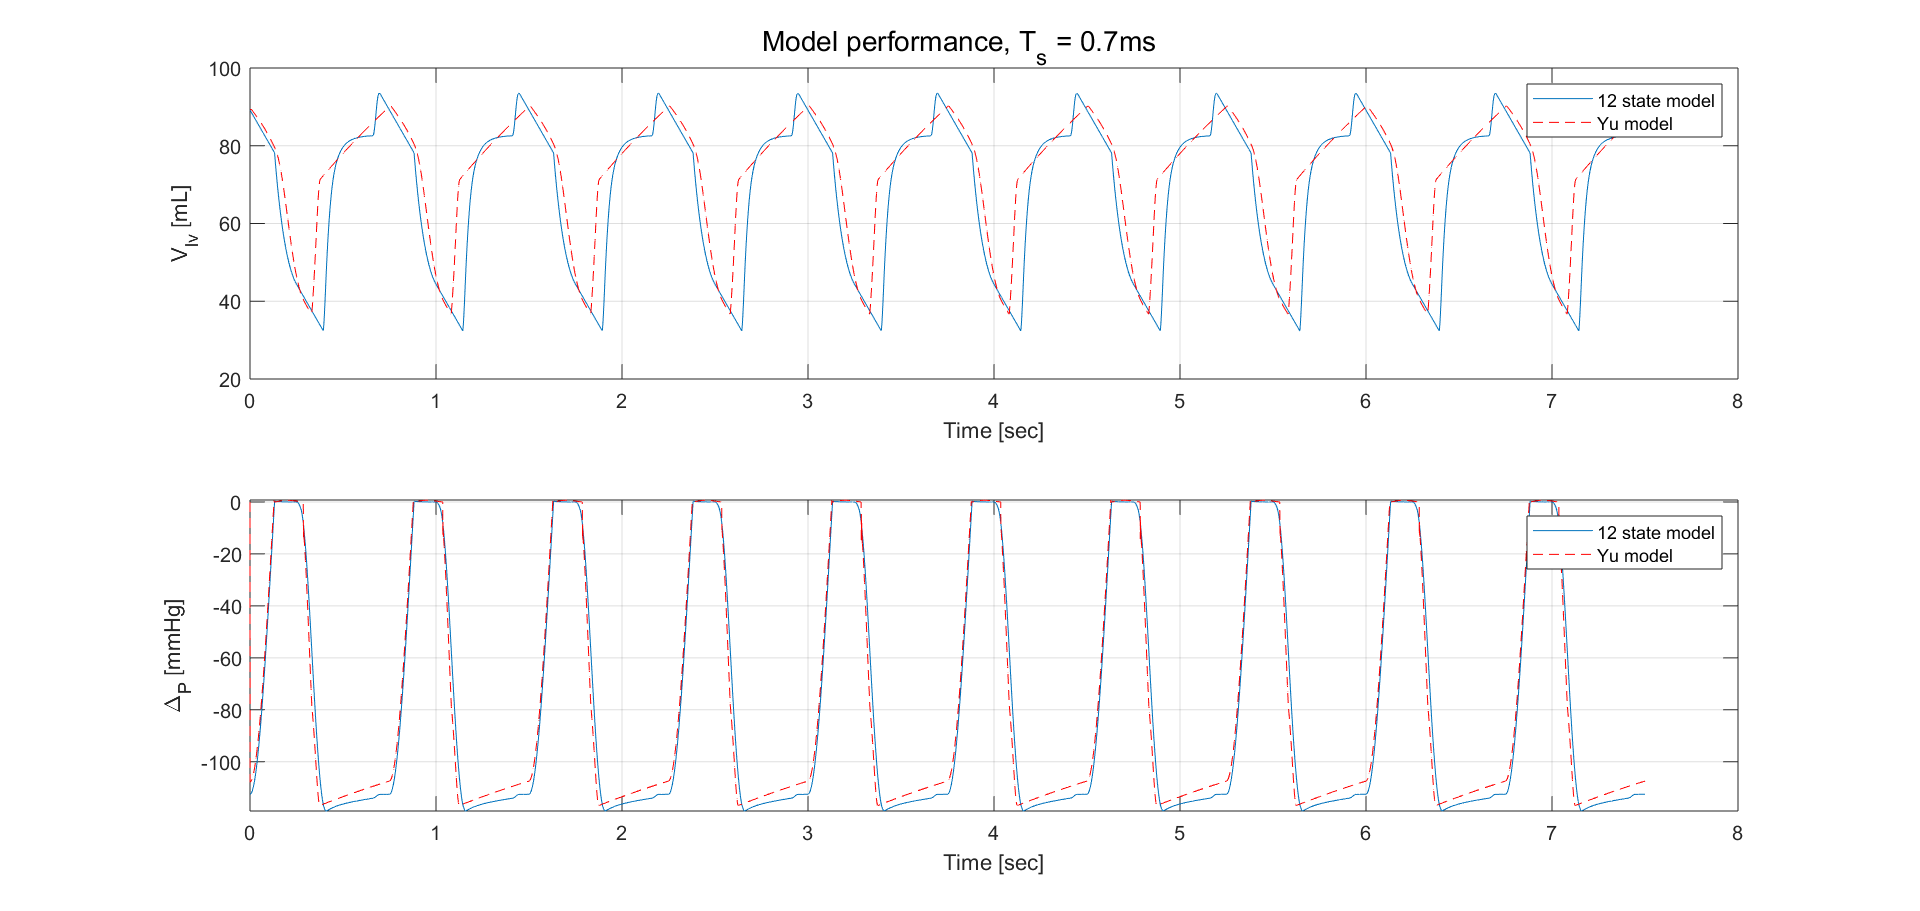 Model performance, Ts = 0.7ms
100
80
60
40
20
V_lv [mL]
0 1 2 3 4 5 6 7 8
Time [sec]
12 state model
Yu model
0
-20
-40
-60
-80
-100
Δ_P [mmHg]
0 1 2 3 4 5 6 7 8
Time [sec]
12 state model
Yu model